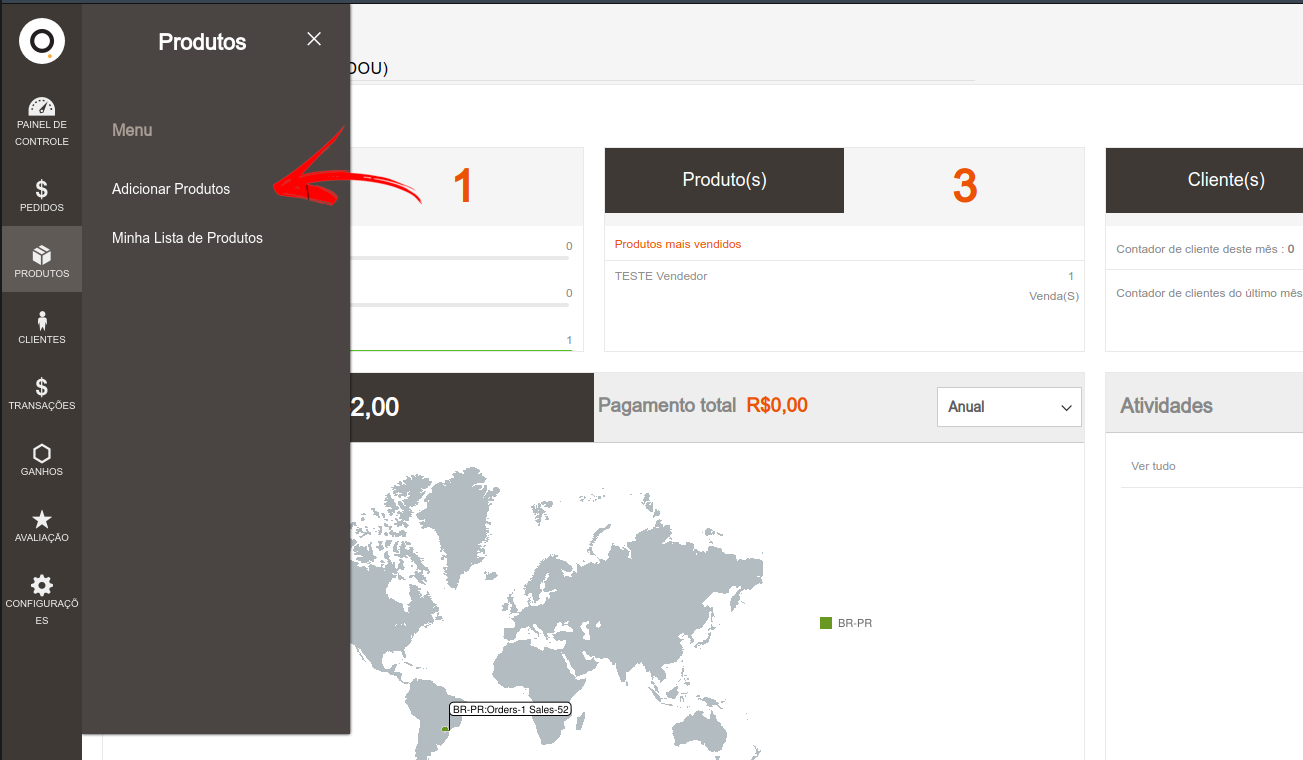 Produtos
Menu
Adicionar Produtos
Minha Lista de Produtos
PAINEL DE
CONTROLE
PEDIDOS
PRODUTOS
CLIENTES
TRANSAÇÕES
GANHOS
AVALIAÇÃO
CONFIGURAÇÕ
ES
DOU)
1
0
0
1
Produto(s)
3
Produtos mais vendidos
TESTE Vendedor
1
Venda(S)
Cliente(s)
Contador de cliente deste mês : 0
Contador de clientes do último mês
2,00
Pagamento total R$0,00
Anual
Atividades
Ver tudo
BR-PR
BR-PR:Orders-1 Sales-52